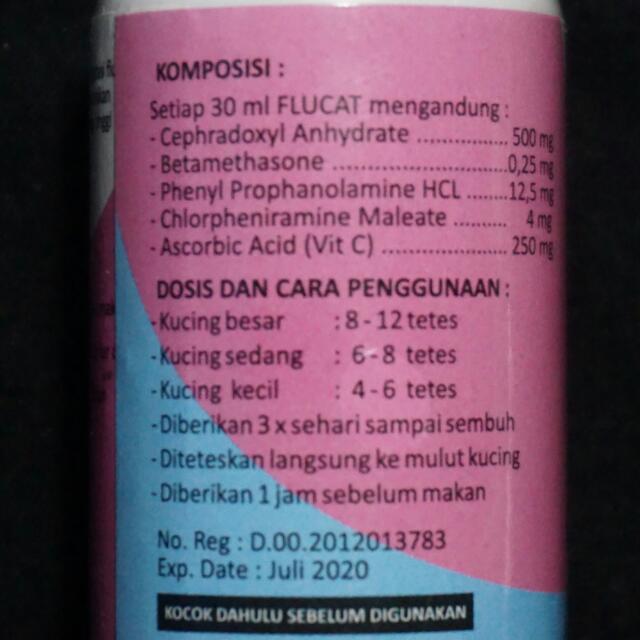 KOMPOSISI :
Setiap 30 ml FLUCAT mengandung :
- Cephradoxyl Anhydrate ................ 500 mg
- Betamethasone ...............................0,25 mg
- Phenyl Prophanolamine HCL .......12,5 mg
- Chlorpheniramine Maleate .......... 4 mg
- Ascorbic Acid (Vit C) ...................... 250 mg
DOSIS DAN CARA PENGGUNAAN :
-Kucing besar : 8 - 12 tetes
-Kucing sedang : 6- 8 tetes
-Kucing kecil : 4 - 6 tetes
-Diberikan 3 x sehari sampai sembuh
-Diteteskan langsung ke mulut kucing
-Diberikan 1 jam sebelum makan
No. Reg : D.00.2012013783
Exp. Date : Juli 2020
KOCOK DAHULU SEBELUM DIGUNAKAN